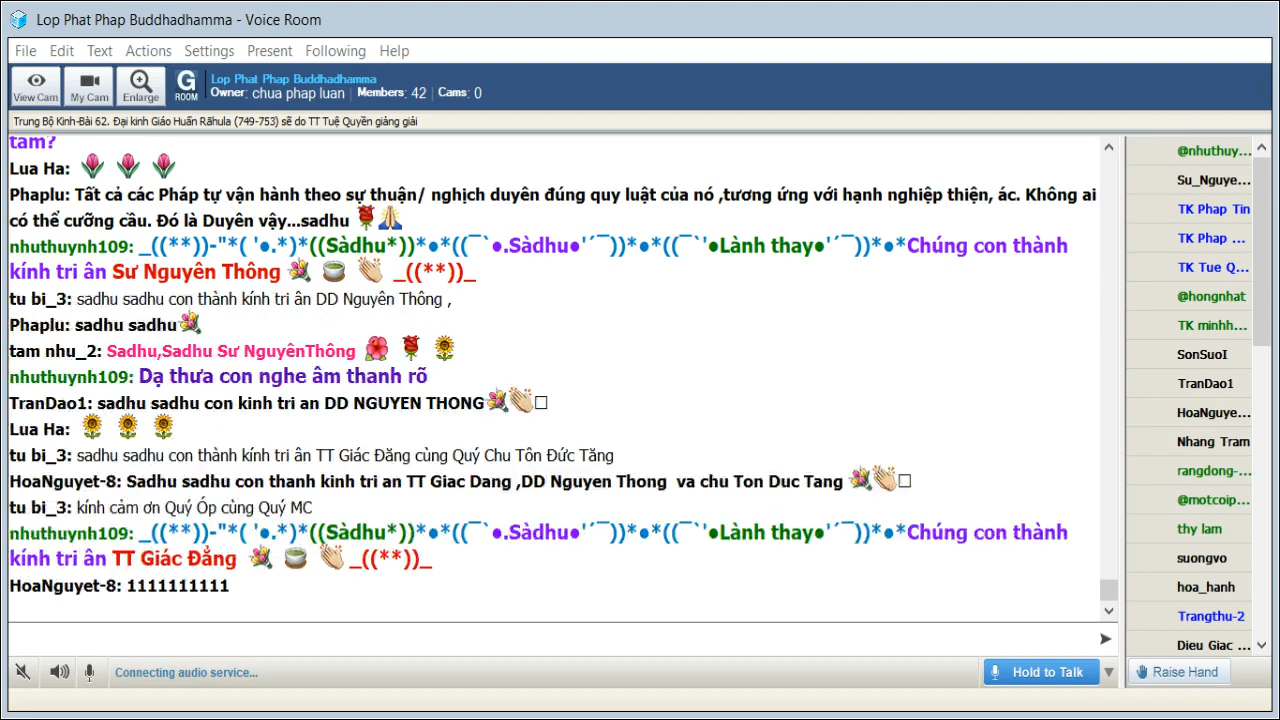 Lop Phat Phap Buddhadhamma - Voice Room
File Edit Text Actions Settings Present Following Help
View Cam My Cam Enlarge G ROOM
Lop Phat Phap Buddhadhamma
Owner: chua phap luan Members: 42 Cams: 0
Trung Bộ Kinh-Bài 62. Đại kinh Giáo Huấn Rãhula (749-753) sẽ do TT Tuệ Quyền giảng giải
tam?
Lua Ha:
Phaplu: Tất cả các Pháp tự vận hành theo sự thuận/ nghịch duyên đúng quy luật của nó ,tương ứng với hạnh nghiệp thiện, ác. Không ai
có thể cưỡng cầu. Đó là Duyên vậy...sadhu
nhuthuynh109: _((**))-"*( '●.*)*((Sàdhu*))*●*((¯`●.Sàdhu●'´¯))*●*((¯`'●Lành thay●'´¯))*●*Chúng con thành
kính tri ân Sư Nguyên Thông _((**))_
tu bi_3: sadhu sadhu con thành kính tri ân DD Nguyên Thông ,
Phaplu: sadhu sadhu
tam nhu_2: Sadhu,Sadhu Sư NguyênThông
nhuthuynh109: Dạ thưa con nghe âm thanh rõ
TranDao1: sadhu sadhu con kinh tri an DD NGUYEN THONG
Lua Ha:
tu bi_3: sadhu sadhu con thành kính tri ân TT Giác Đăng cùng Quý Chu Tôn Đức Tăng
HoaNguyet-8: Sadhu sadhu con thanh kinh tri an TT Giac Dang ,DD Nguyen Thong va chu Ton Duc Tang
tu bi_3: kính cảm ơn Quý Óp cùng Quý MC
nhuthuynh109: _((**))-"*( '●.*)*((Sàdhu*))*●*((¯`●.Sàdhu●'´¯))*●*((¯`'●Lành thay●'´¯))*●*Chúng con thành
kính tri ân TT Giác Đẳng _((**))_
HoaNguyet-8: 1111111111
@nhuthuy...
Su_Nguye...
TK Phap Tin
TK Phap ...
TK Tue Q...
@hongnhat
TK minhh...
SonSuoI
TranDao1
HoaNguye...
Nhang Tram
rangdong-...
@motcoip...
thy lam
suongvo
hoa_hanh
Trangthu-2
Dieu Giac ...
Connecting audio service...
Hold to Talk
Raise Hand